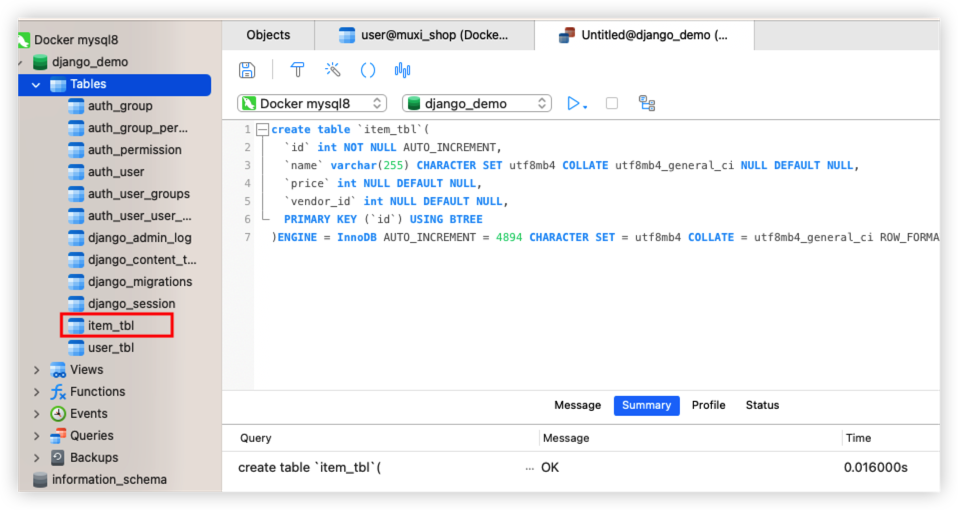 Docker mysql8
django_demo
Tables
auth_group
auth_group_per...
auth_permission
auth_user
auth_user_groups
auth_user_user_...
django_admin_log
django_content_t...
django_migrations
django_session
item_tbl
user_tbl
Views
Functions
Events
Queries
Backups
information_schema
Objects
user@muxi_shop (Docke...
Untitled@django_demo (...
Docker mysql8
django_demo
1 create table `item_tbl`(
2 `id` int NOT NULL AUTO_INCREMENT,
3 `name` varchar(255) CHARACTER SET utf8mb4 COLLATE utf8mb4_general_ci NULL DEFAULT NULL,
4 `price` int NULL DEFAULT NULL,
5 `vendor_id` int NULL DEFAULT NULL,
6 PRIMARY KEY (`id`) USING BTREE
7 )ENGINE = InnoDB AUTO_INCREMENT = 4894 CHARACTER SET = utf8mb4 COLLATE = utf8mb4_general_ci ROW_FORMA
Message Summary Profile Status
Query Message Time
create table `item_tbl`( ... OK 0.016000s